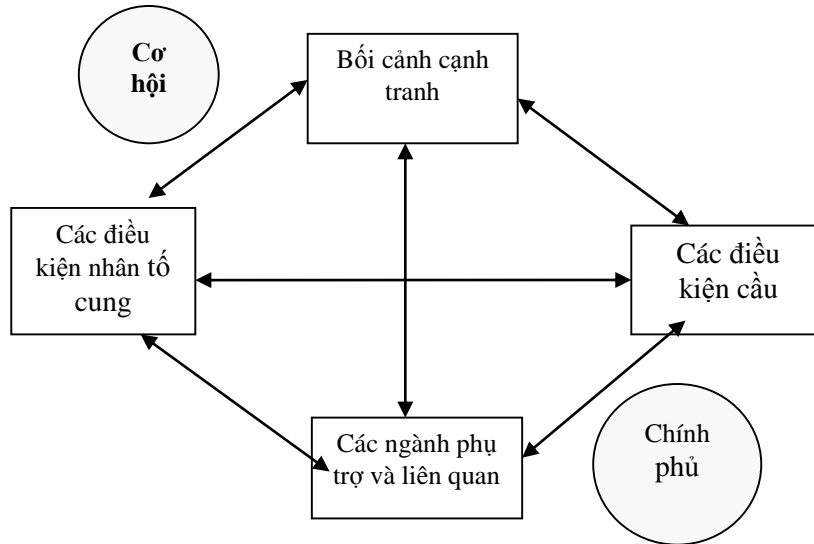 Cơ
hội
Bối cảnh cạnh
tranh
Các điều
kiện nhân tố
cung
Các điều
kiện cầu
Các ngành phụ
trợ và liên quan
Chính
phủ